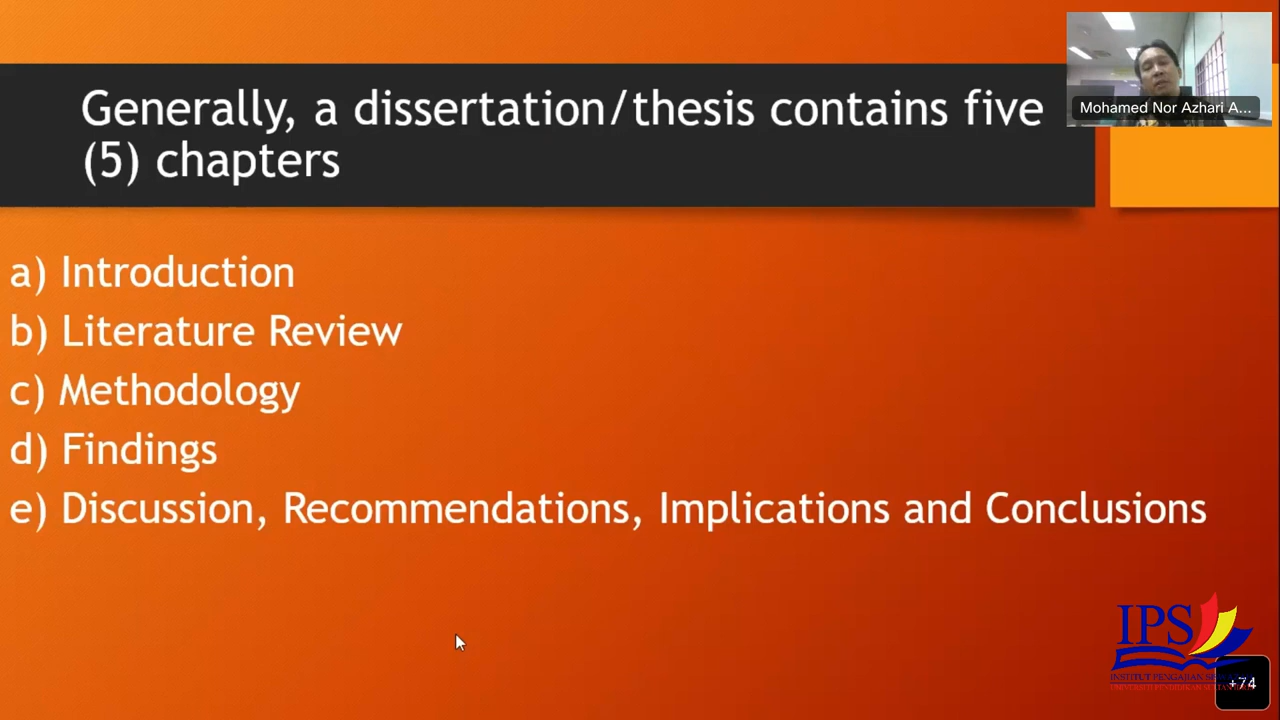 Generally, a dissertation/thesis contains five
(5) chapters
Mohamed Nor Azhari A...
a) Introduction
b) Literature Review
c) Methodology
d) Findings
e) Discussion, Recommendations, Implications and Conclusions
IPS
INSTITUT PENGAJIAN
+74